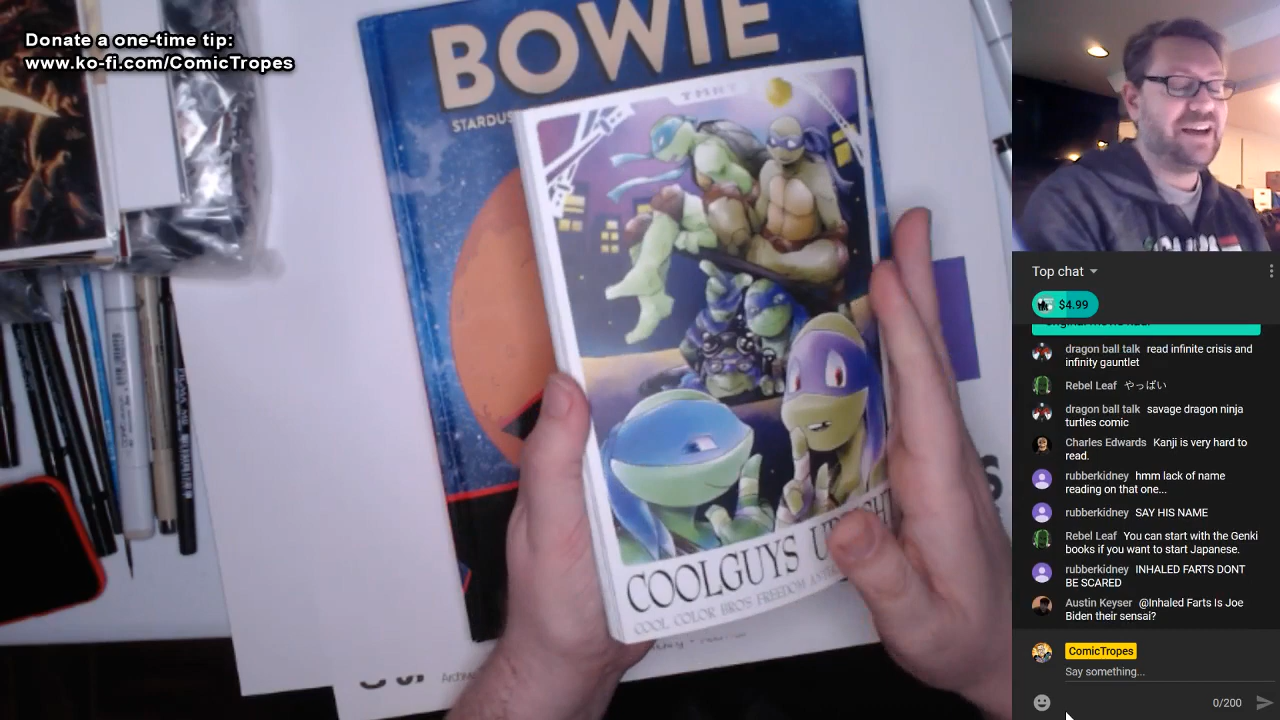 Donate a one-time tip:
www.ko-fi.com/ComicTropes
BOWIE
STARDUS
TMNT
COOLGUYS
COOL COLOR BRO'S FREEDOM
Top chat
$4.99
dragon ball talk read infinite crisis and
infinity gauntlet
Rebel Leaf やっぱい
dragon ball talk savage dragon ninja
turtles comic
Charles Edwards Kanji is very hard to
read.
rubberkidney hmm lack of name
reading on that one...
rubberkidney SAY HIS NAME
Rebel Leaf You can start with the Genki
books if you want to start Japanese.
rubberkidney INHALED FARTS DONT
BE SCARED
Austin Keyser @Inhaled Farts Is Joe
Biden their sensai?
ComicTropes
Say something...
0/200